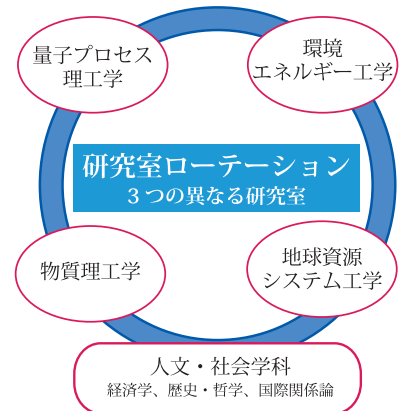 量子プロセス
理工学
環境
エネルギー工学
研究室ローテーション
３つの異なる研究室
物質理工学
地球資源
システム工学
人文・社会学科
経済学、歴史・哲学、国際関係論